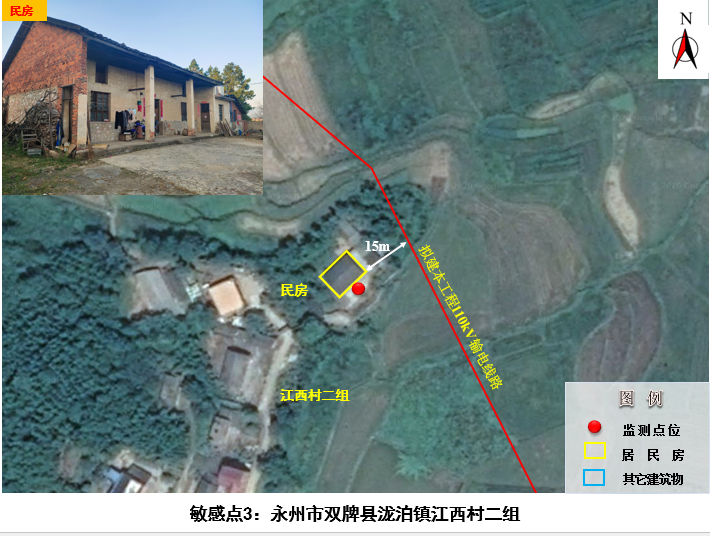 民房
N
15m
拟建本工程110kV输电线路
民房
江西村二组
图 例
监测点位
居 民 房
其它建筑物
敏感点3：永州市双牌县泷泊镇江西村二组